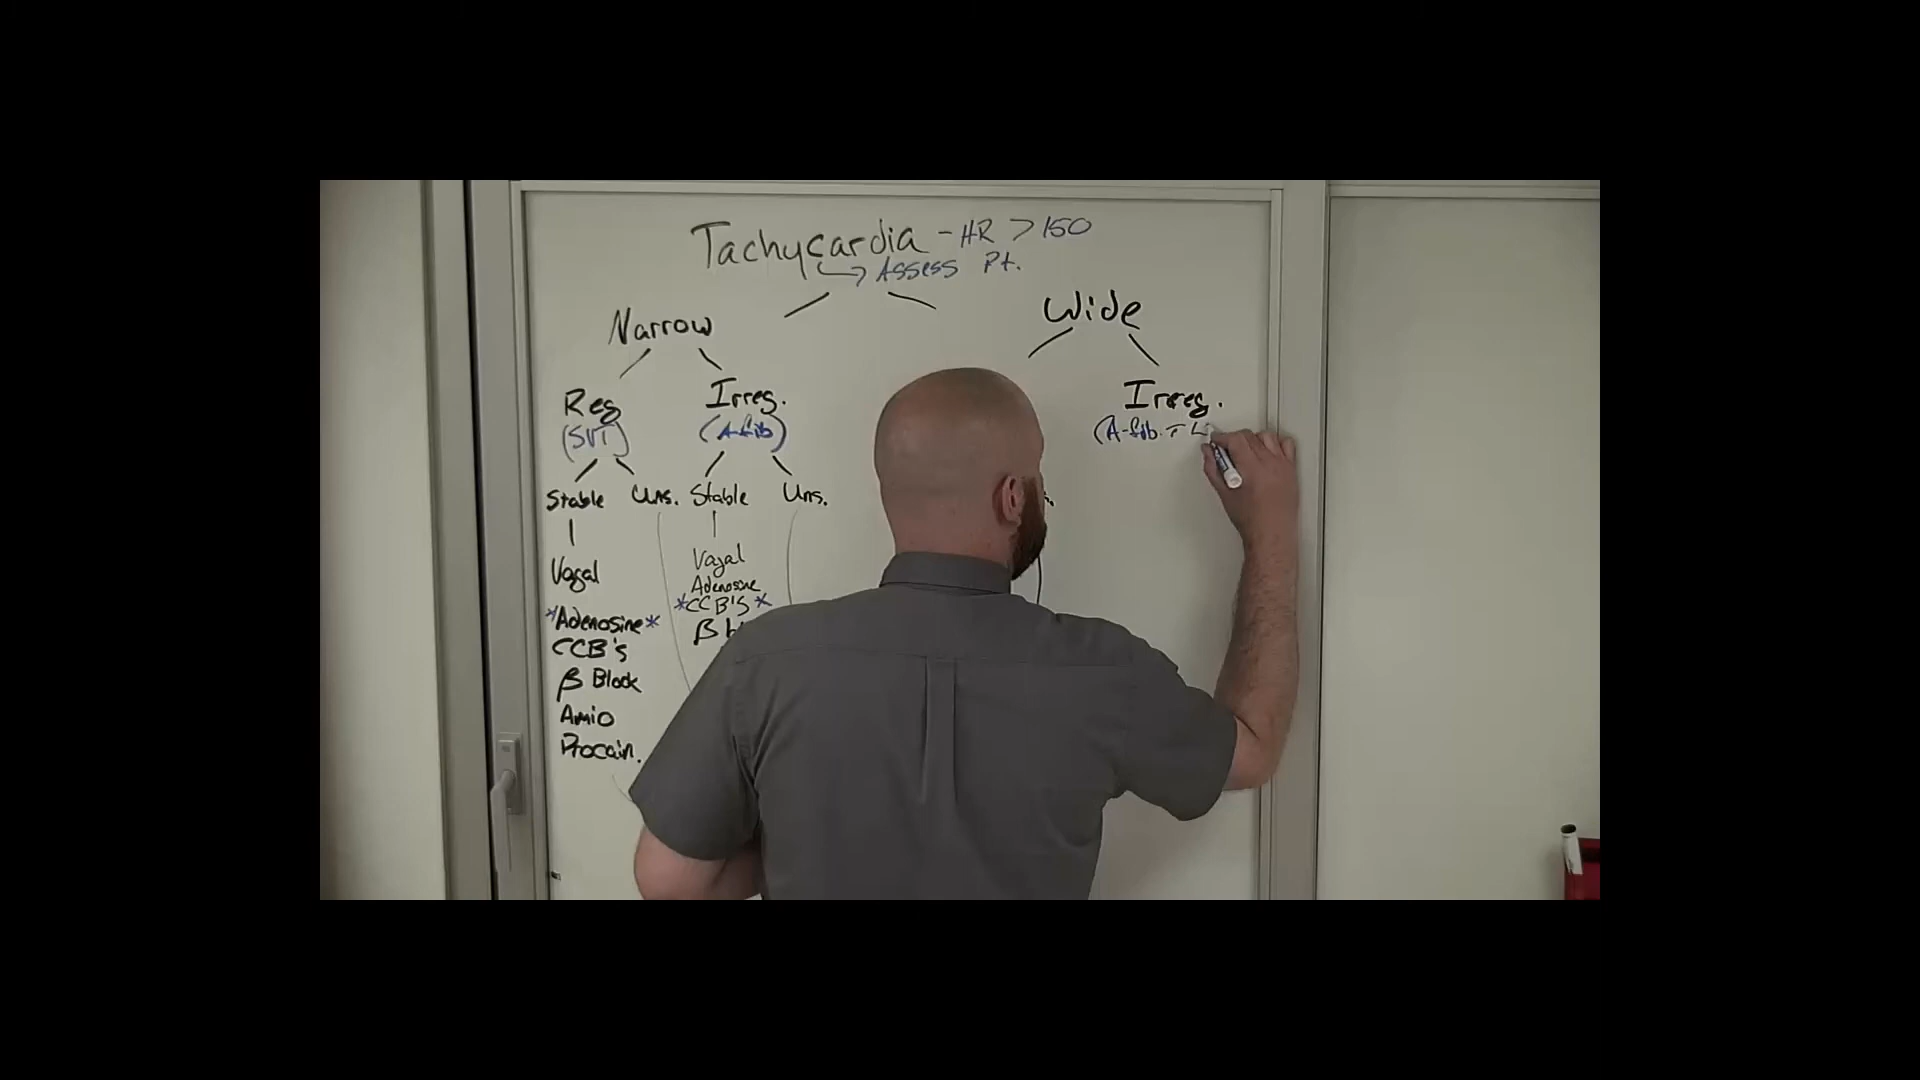 Tachycardia - HR > 150
↳ Assess Pt.
Narrow
Wide
Reg
(SVT)
Irreg.
(A-fib)
Irreg.
(A-fib.
Stable
Uns.
Stable
Uns.
Vagal
*Adenosine*
CCB's
β Block
Amio
Procain.
Vagal
Adenosine
*CCB'S*
β